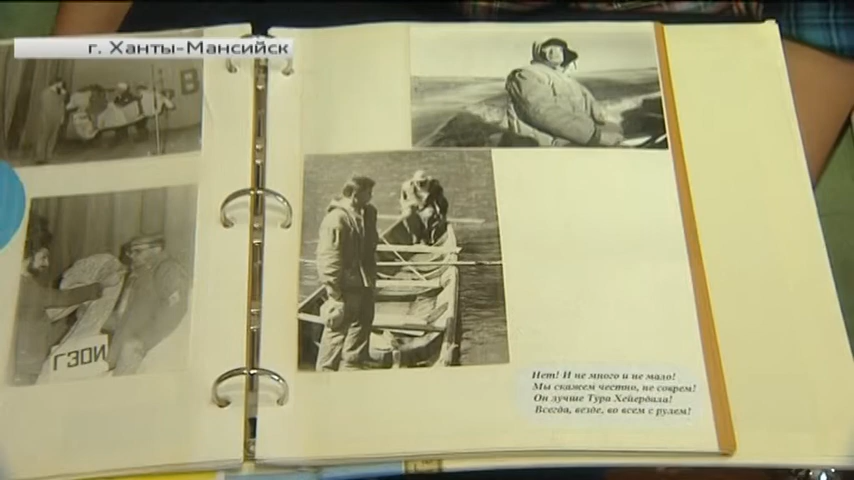 г. Ханты-Мансийск
В
ГЗОИ
Нет! И не много и не мало!
Мы скажем честно, не соврем!
Он лучше Тура Хейердала!
Всегда, везде, во всем с рулем!